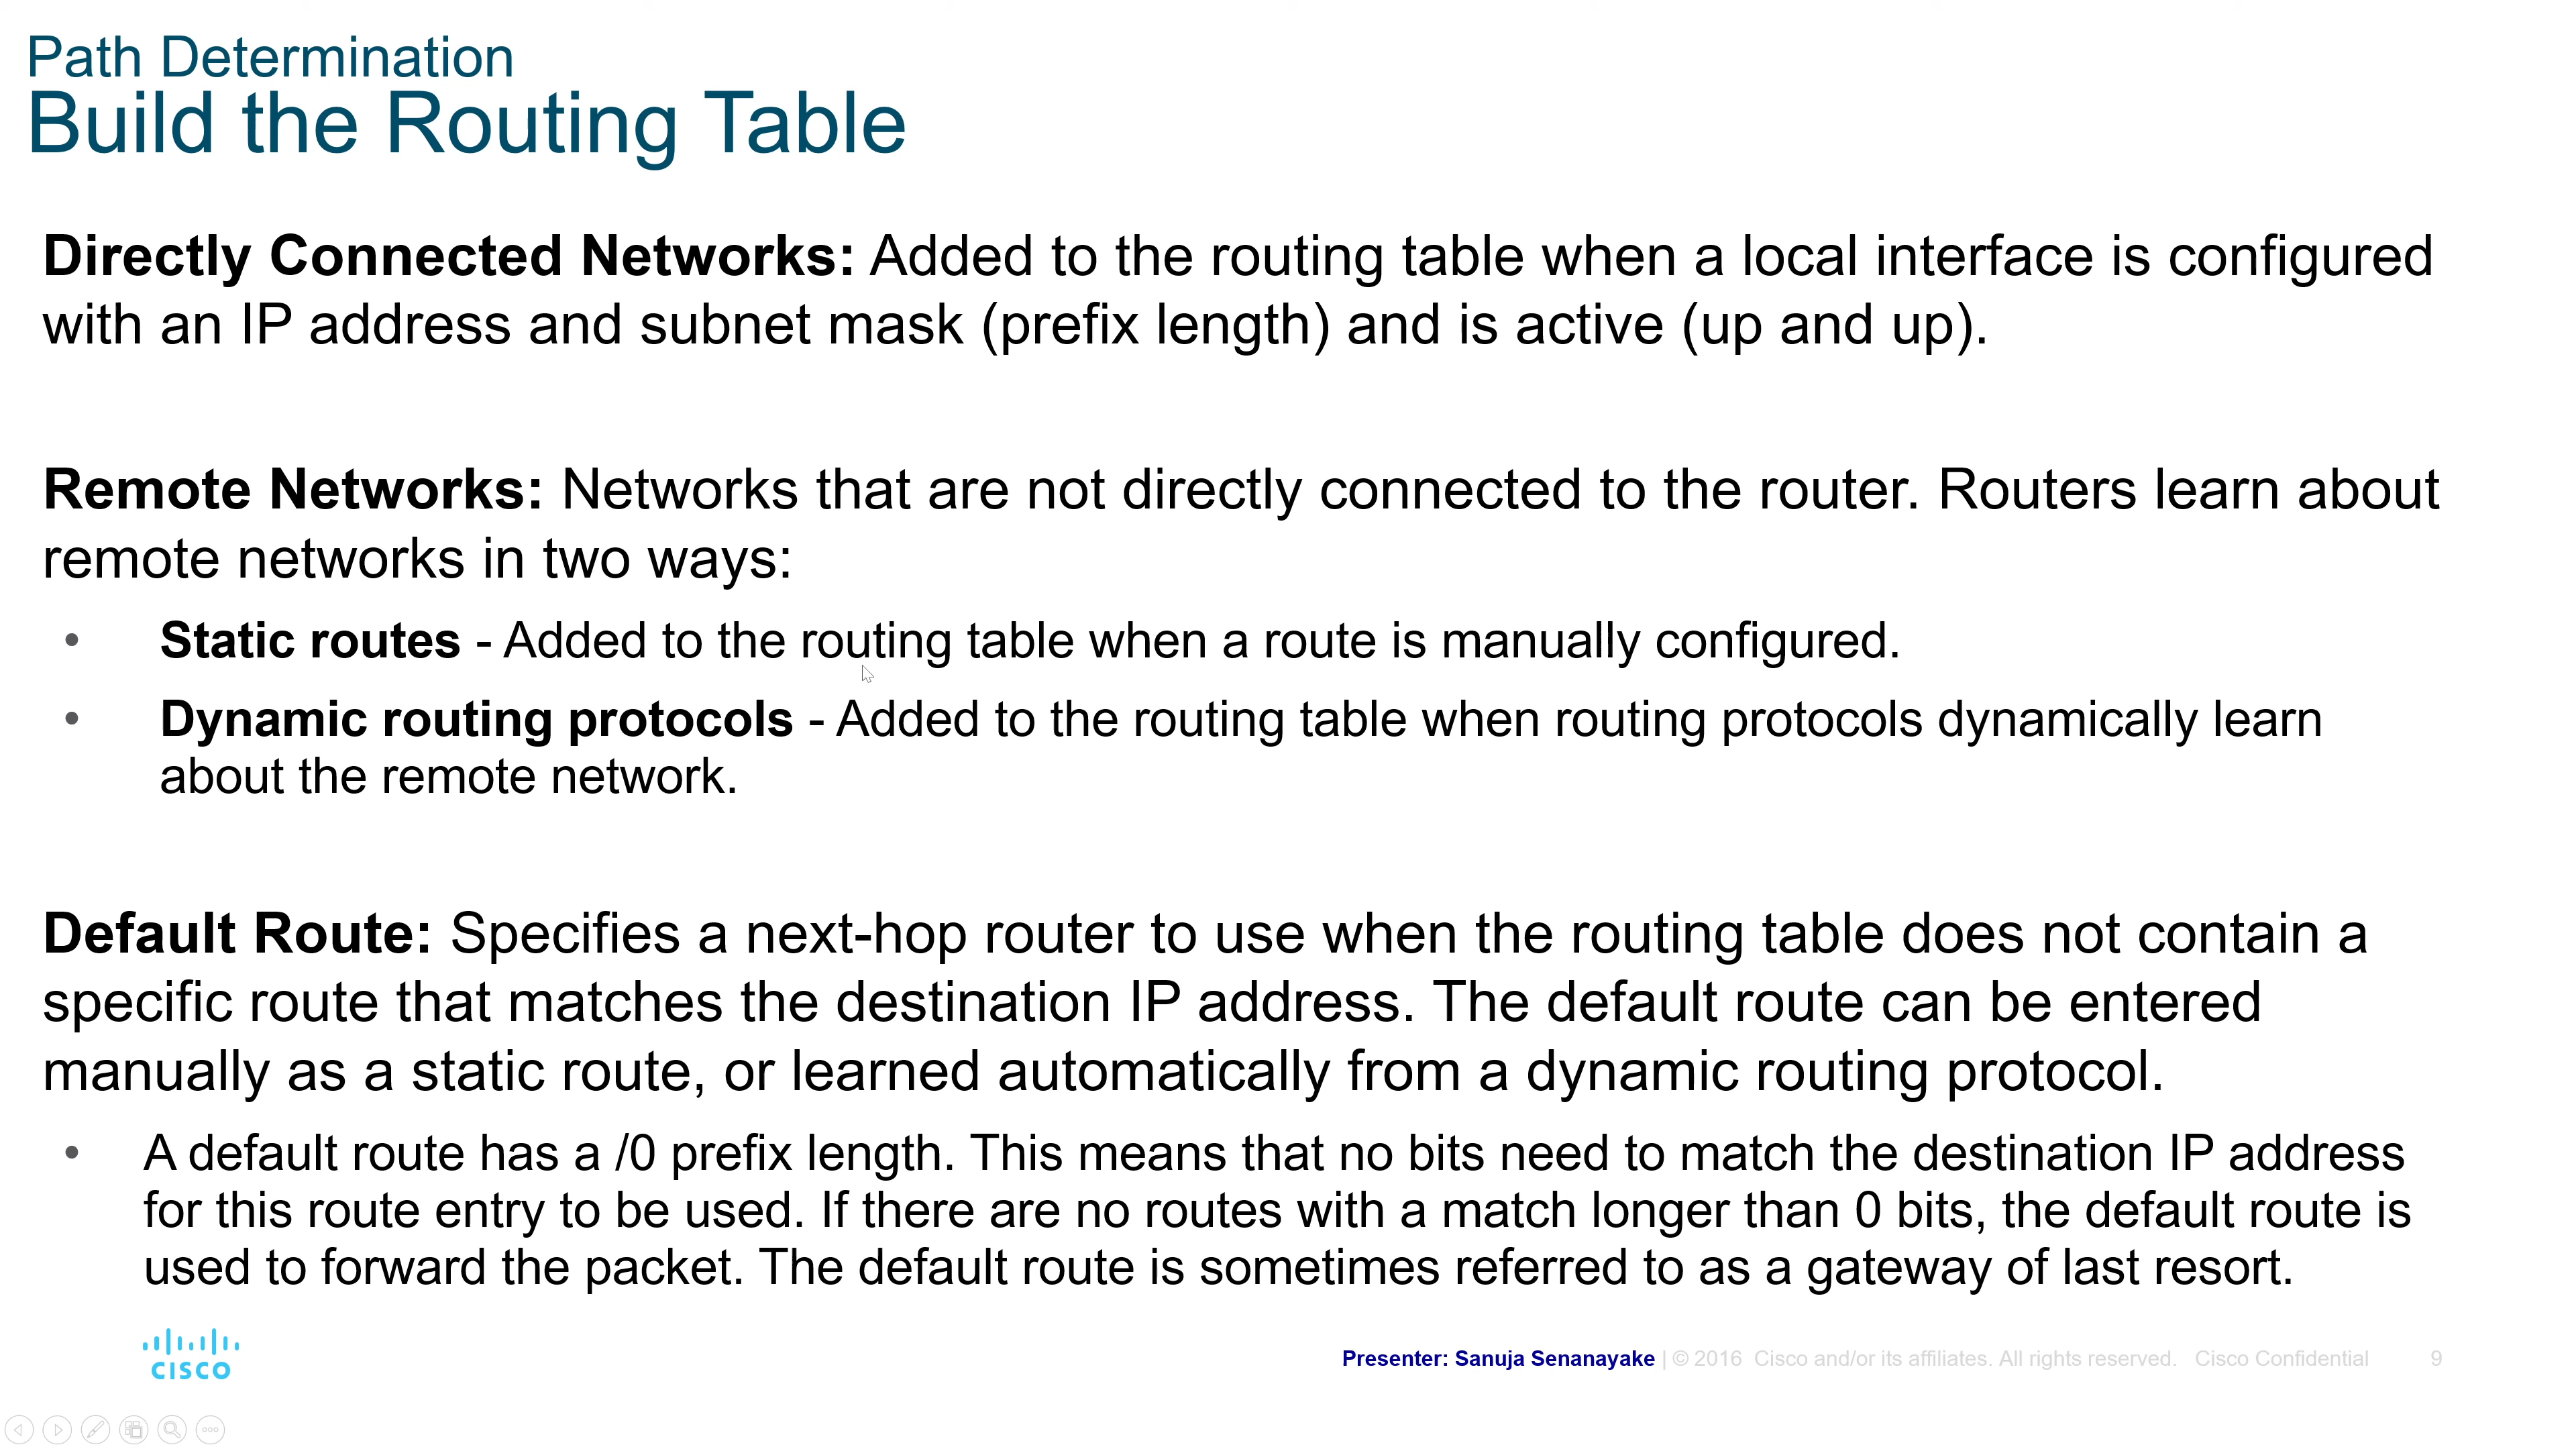 Path Determination
Build the Routing Table
Directly Connected Networks: Added to the routing table when a local interface is configured
with an IP address and subnet mask (prefix length) and is active (up and up).
Remote Networks: Networks that are not directly connected to the router. Routers learn about
remote networks in two ways:
• Static routes - Added to the routing table when a route is manually configured.
• Dynamic routing protocols - Added to the routing table when routing protocols dynamically learn
about the remote network.
Default Route: Specifies a next-hop router to use when the routing table does not contain a
specific route that matches the destination IP address. The default route can be entered
manually as a static route, or learned automatically from a dynamic routing protocol.
• A default route has a /0 prefix length. This means that no bits need to match the destination IP address
for this route entry to be used. If there are no routes with a match longer than 0 bits, the default route is
used to forward the packet. The default route is sometimes referred to as a gateway of last resort.
CISCO
Presenter: Sanuja Senanayake | © 2016 Cisco and/or its affiliates. All rights reserved. Cisco Confidential 9